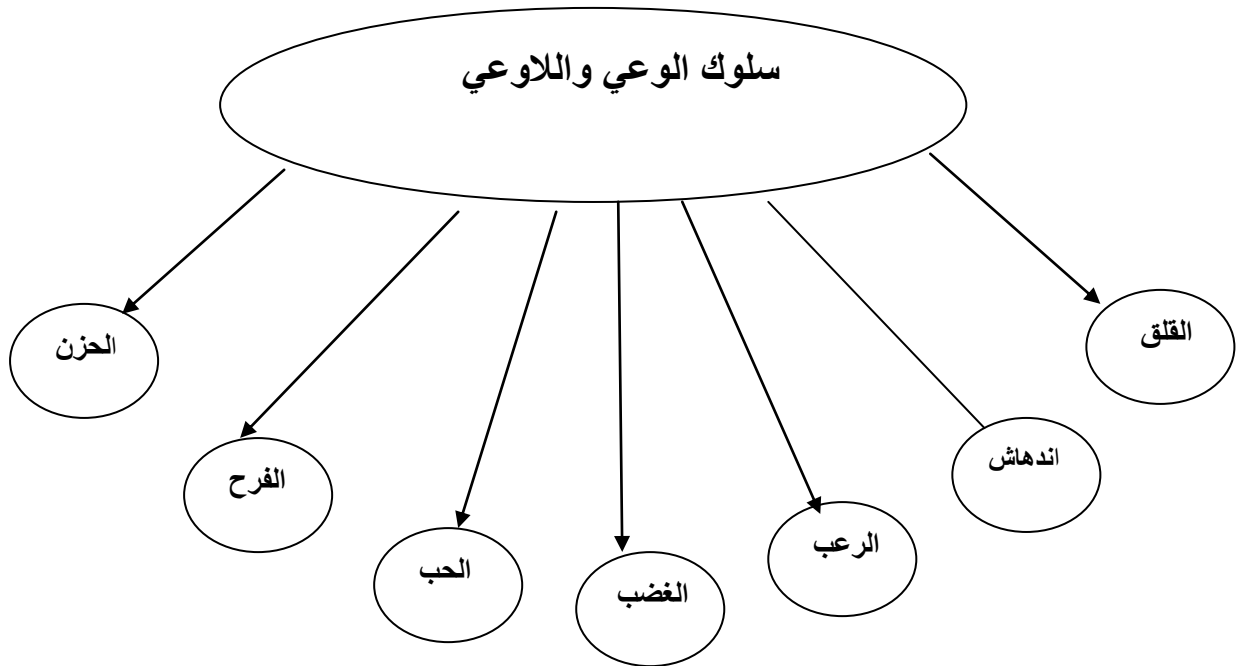 سلوك الوعي واللاوعي
القلق
اندهاش
الرعب
الغضب
الحب
الفرح
الحزن